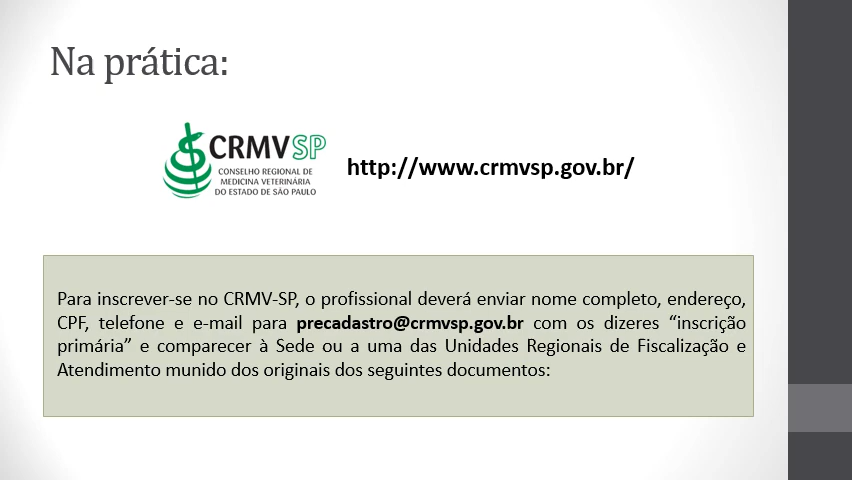 Na prática:
CRMVSP
CONSELHO REGIONAL DE
MEDICINA VETERINÁRIA
DO ESTADO DE SÃO PAULO
http://www.crmvsp.gov.br/
Para inscrever-se no CRMV-SP, o profissional deverá enviar nome completo, endereço,
CPF, telefone e e-mail para precadastro@crmvsp.gov.br com os dizeres “inscrição
primária” e comparecer à Sede ou a uma das Unidades Regionais de Fiscalização e
Atendimento munido dos originais dos seguintes documentos: